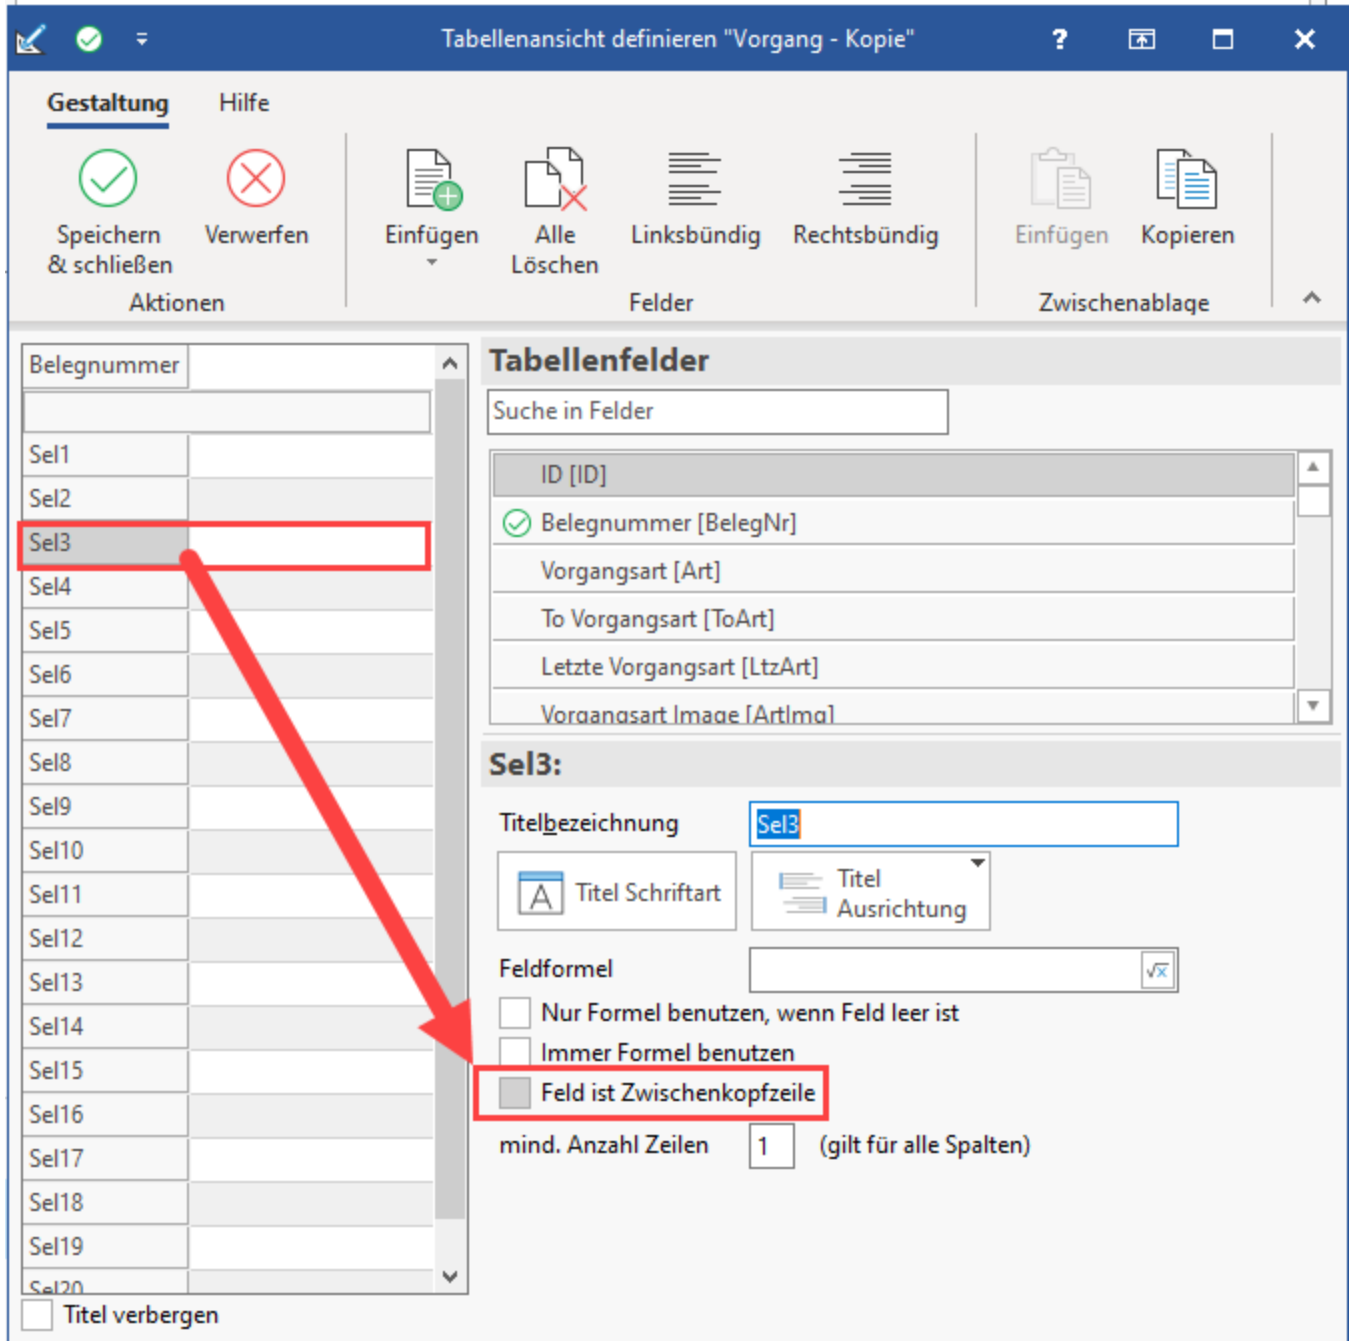 Tabellenansicht definieren "Vorgang - Kopie"
?
Gestaltung
Hilfe
Speichern
& schließen
Verwerfen
Einfügen
Alle
Löschen
Linksbündig
Rechtsbündig
Einfügen
Kopieren
Aktionen
Felder
Zwischenablage
Belegnummer
Sel1
Sel2
Sel3
Sel4
Sel5
Sel6
Sel7
Sel8
Sel9
Sel10
Sel11
Sel12
Sel13
Sel14
Sel15
Sel16
Sel17
Sel18
Sel19
Sel20
Titel verbergen
Tabellenfelder
Suche in Felder
ID [ID]
Belegnummer [BelegNr]
Vorgangsart [Art]
To Vorgangsart [ToArt]
Letzte Vorgangsart [LtzArt]
Vorgangsart Image [ArtImg]
Sel3:
Titelbezeichnung
Sel3
A
Titel Schriftart
Titel
Ausrichtung
Feldformel
√x
Nur Formel benutzen, wenn Feld leer ist
Immer Formel benutzen
Feld ist Zwischenkopfzeile
mind. Anzahl Zeilen
1
(gilt für alle Spalten)